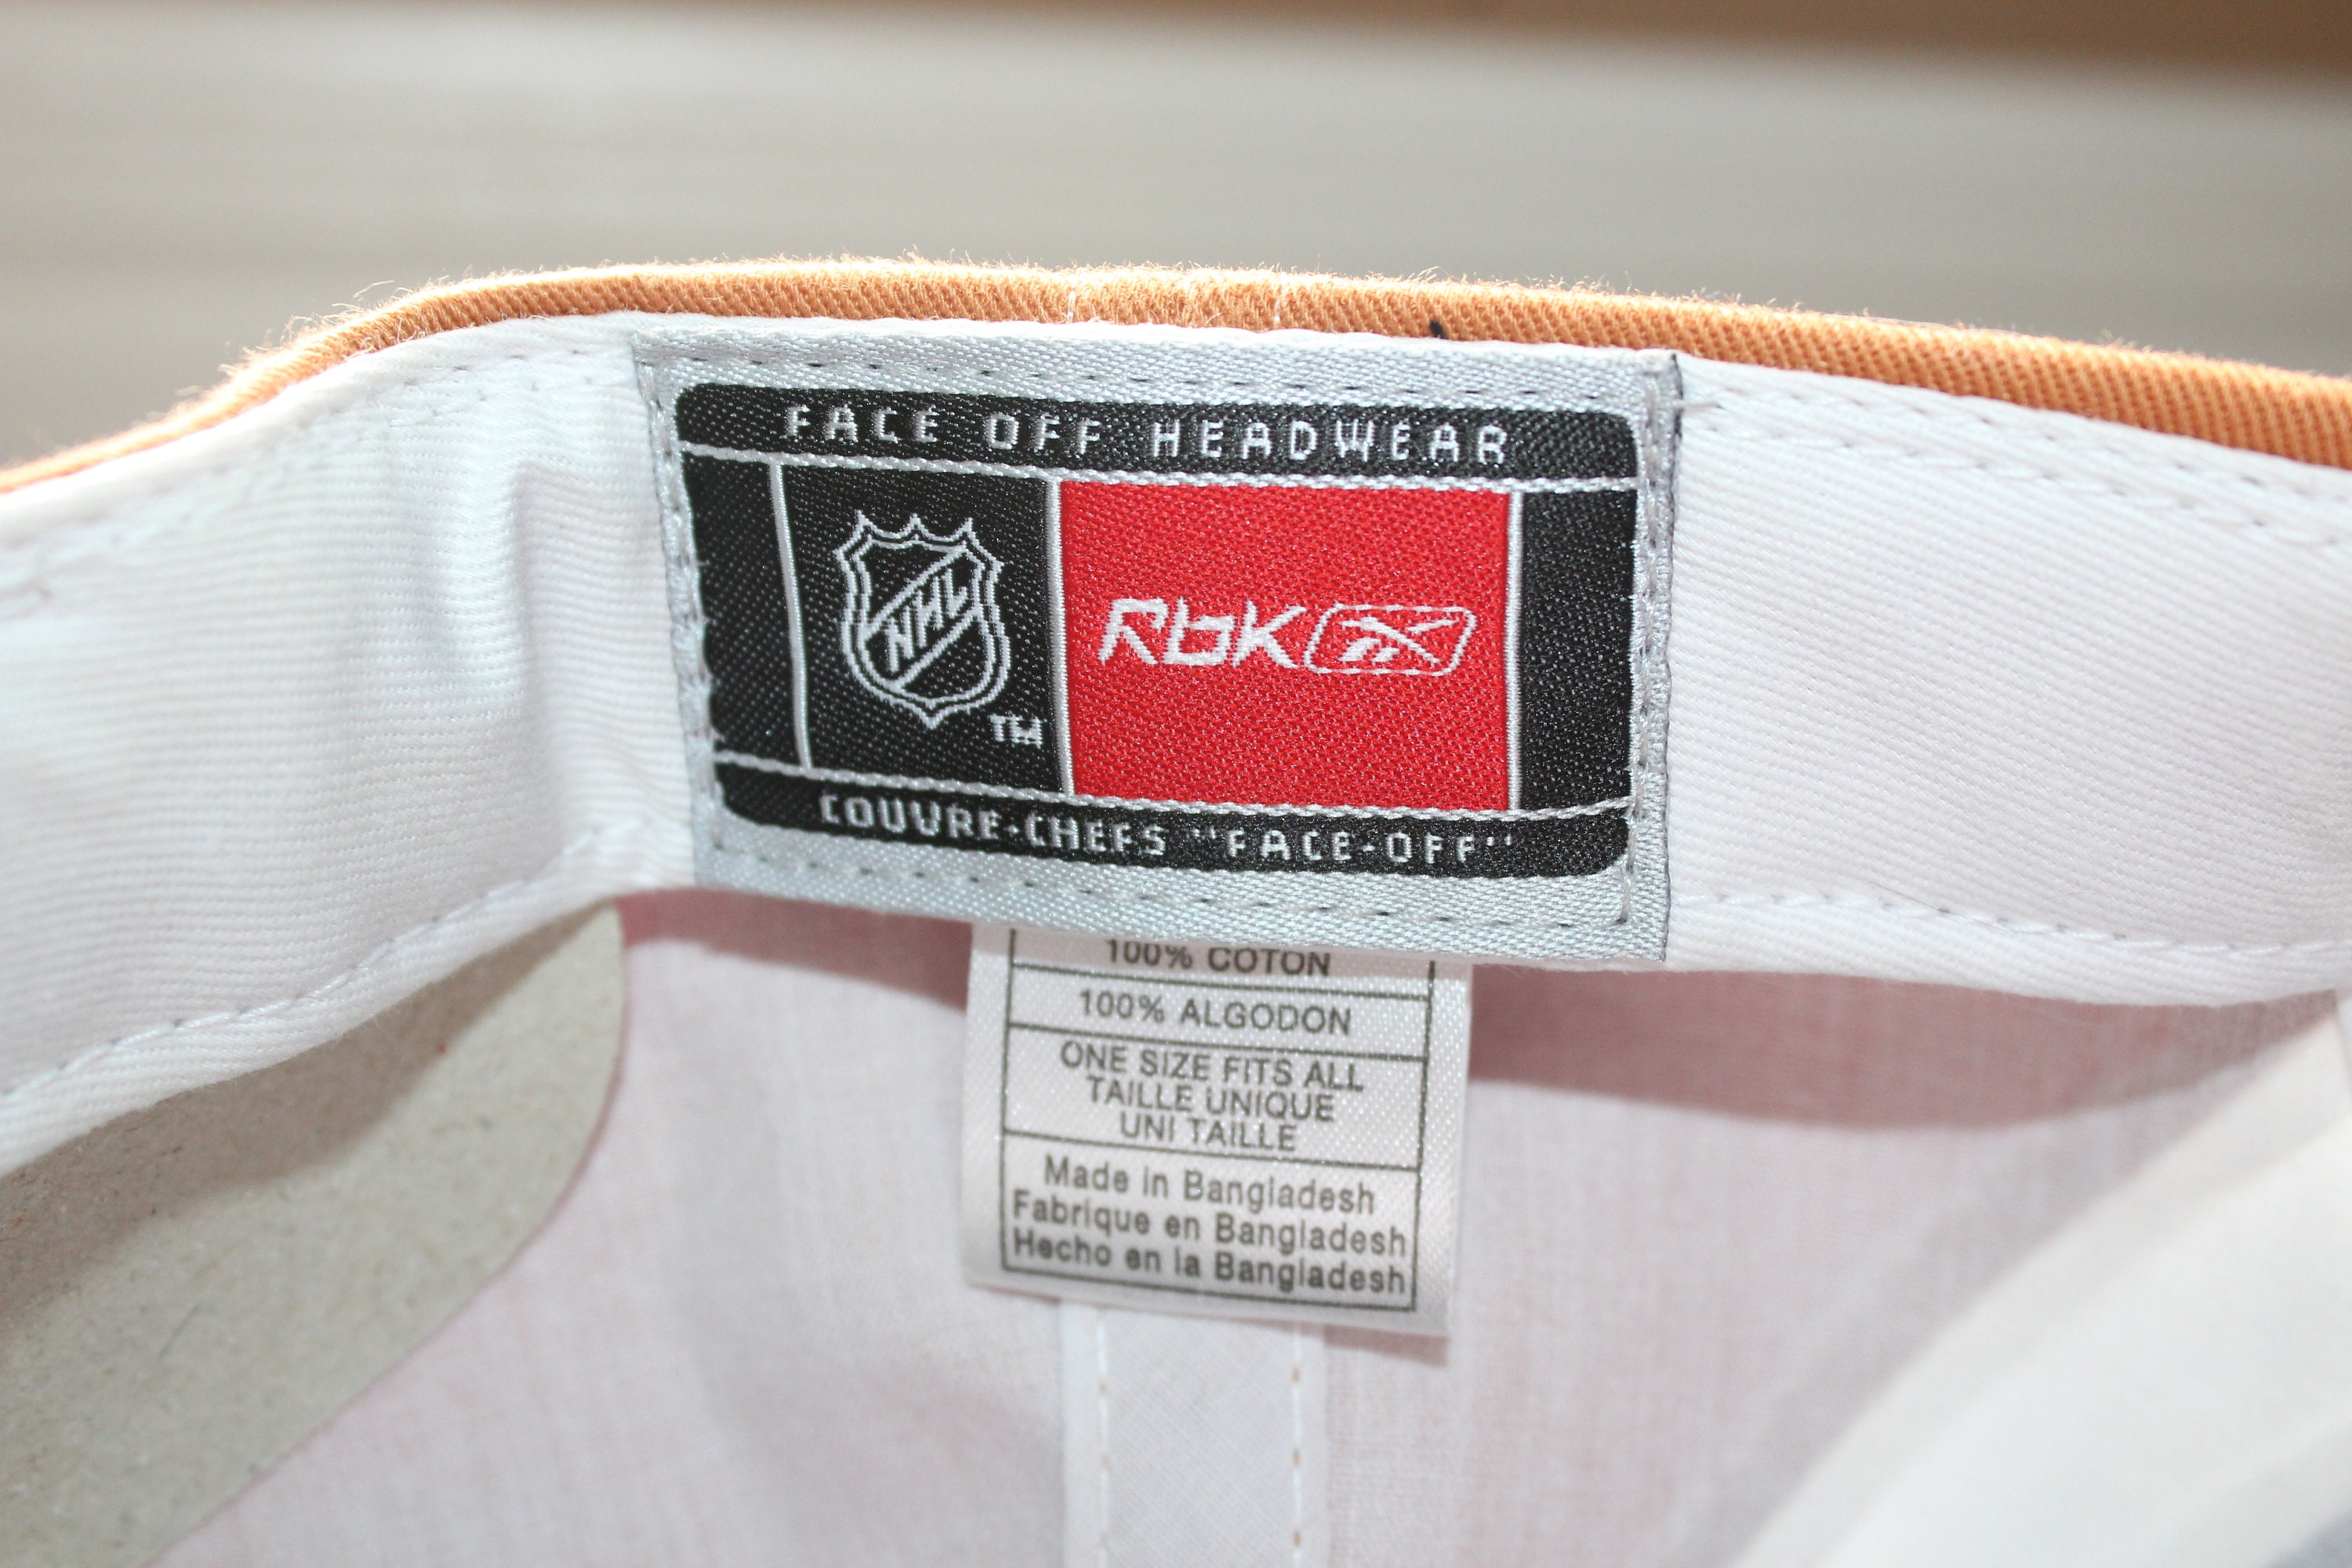 FACE OFF HEADWEAR
NHL
TM
RbK
COUVRE-CHEFS "FACE-OFF"
100% COTON
100% ALGODON
ONE SIZE FITS ALL
TAILLE UNIQUE
UNI TAILLE
Made in Bangladesh
Fabrique en Bangladesh
Hecho en la Bangladesh